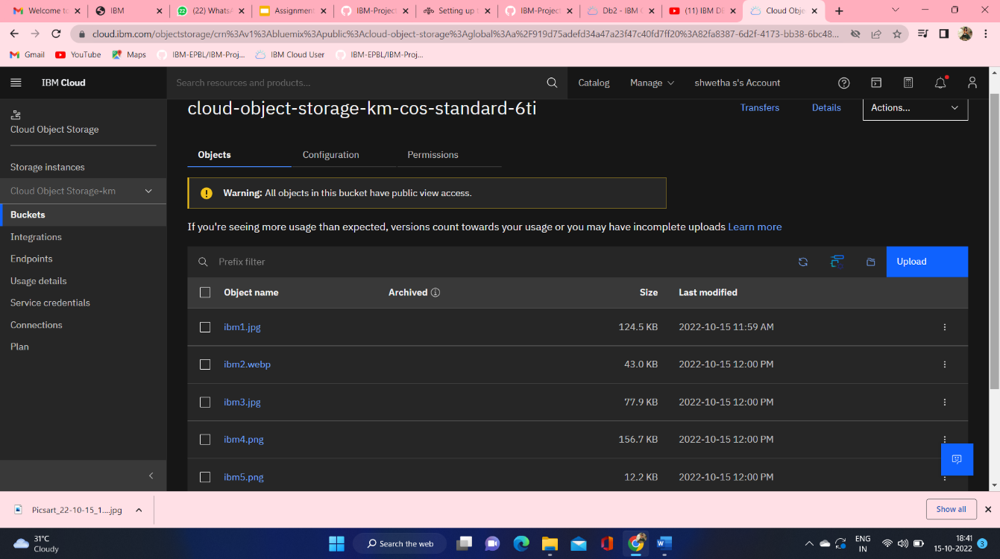 Welcome to
IBM
(22) WhatsA
Assignment
IBM-Project
Setting up t
IBM-Project
Db2 - IBM C
(11) IBM DB
Cloud Obje
cloud.ibm.com/objectstorage/crn%3Av1%3Abluemix%3Apublic%3Acloud-object-storage%3Aglobal%3Aa%2F919d75adefd34a47a23f47c40fd7ff20%3A82fa8387-6d2f-4173-bb38-6bc48...
Gmail
YouTube
Maps
IBM-EPBL/IBM-Proj...
IBM Cloud User
IBM-EPBL/IBM-Proj...
IBM Cloud
Search resources and products...
Catalog
Manage
shwetha s's Account
Cloud Object Storage
Storage instances
Cloud Object Storage-km
Buckets
Integrations
Endpoints
Usage details
Service credentials
Connections
Plan
cloud-object-storage-km-cos-standard-6ti
Transfers
Details
Actions...
Objects
Configuration
Permissions
Warning: All objects in this bucket have public view access.
If you're seeing more usage than expected, versions count towards your usage or you may have incomplete uploads Learn more
Prefix filter
Upload
Object name Archived Size Last modified
ibm1.jpg 124.5 KB 2022-10-15 11:59 AM
ibm2.webp 43.0 KB 2022-10-15 12:00 PM
ibm3.jpg 77.9 KB 2022-10-15 12:00 PM
ibm4.png 156.7 KB 2022-10-15 12:00 PM
ibm5.png 12.2 KB 2022-10-15 12:00 PM
Picsart_22-10-15_1....jpg
Show all
31°C
Cloudy
Search the web
ENG
IN
18:41
15-10-2022
3